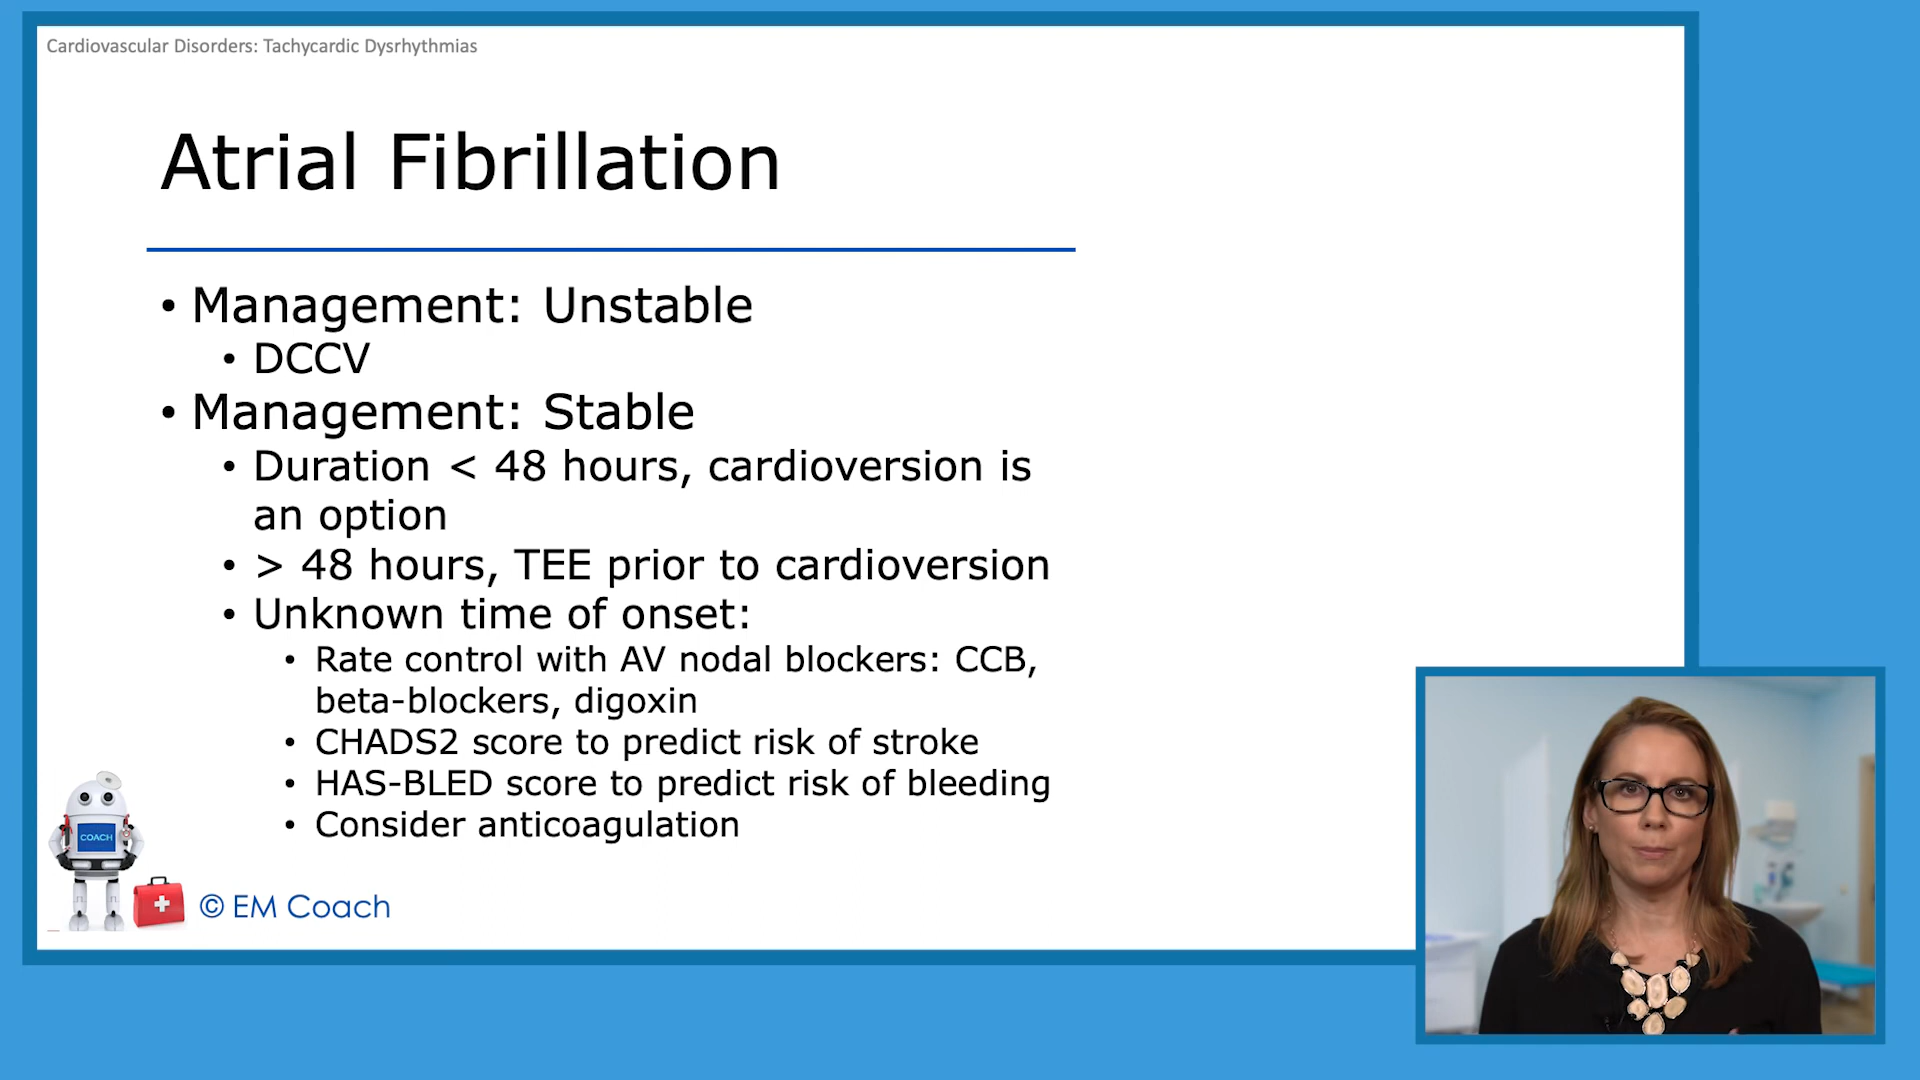 Cardiovascular Disorders: Tachycardic Dysrhythmias
Atrial Fibrillation
• Management: Unstable
• DCCV
• Management: Stable
• Duration < 48 hours, cardioversion is
an option
• > 48 hours, TEE prior to cardioversion
• Unknown time of onset:
• Rate control with AV nodal blockers: CCB,
beta-blockers, digoxin
• CHADS2 score to predict risk of stroke
• HAS-BLED score to predict risk of bleeding
• Consider anticoagulation
COACH
© EM Coach